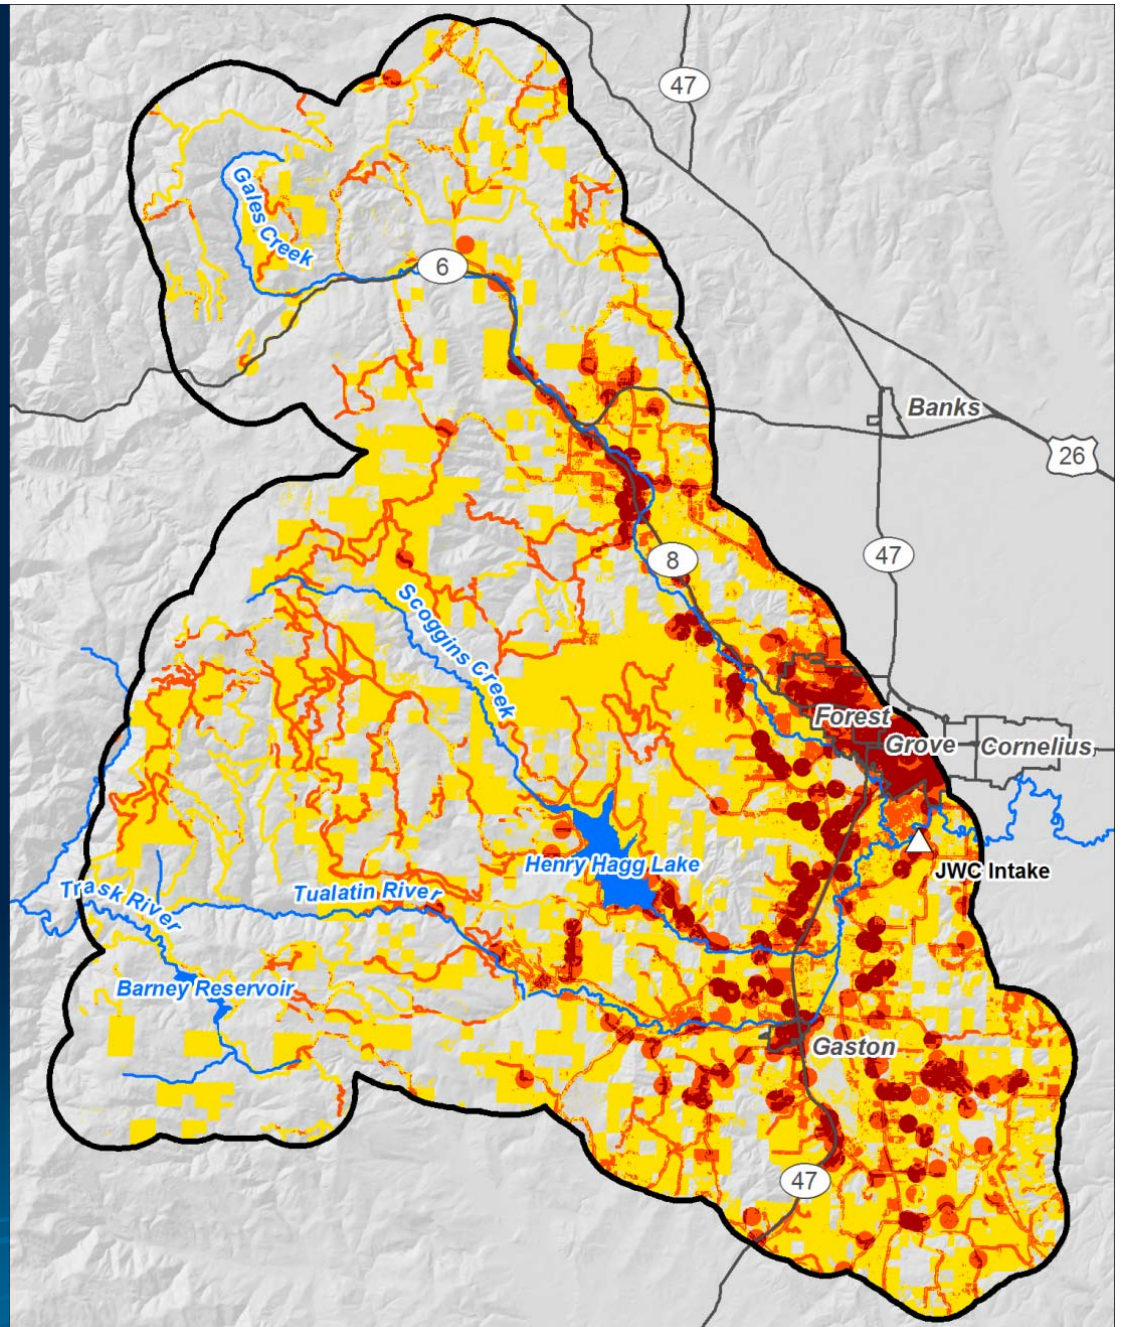 47
Gales Creek
6
Banks
26
47
8
Scoggins Creek
Forest
Grove
Cornelius
Henry Hagg Lake
JWC Intake
Trask River
Tualatin River
Barney Reservoir
Gaston
47